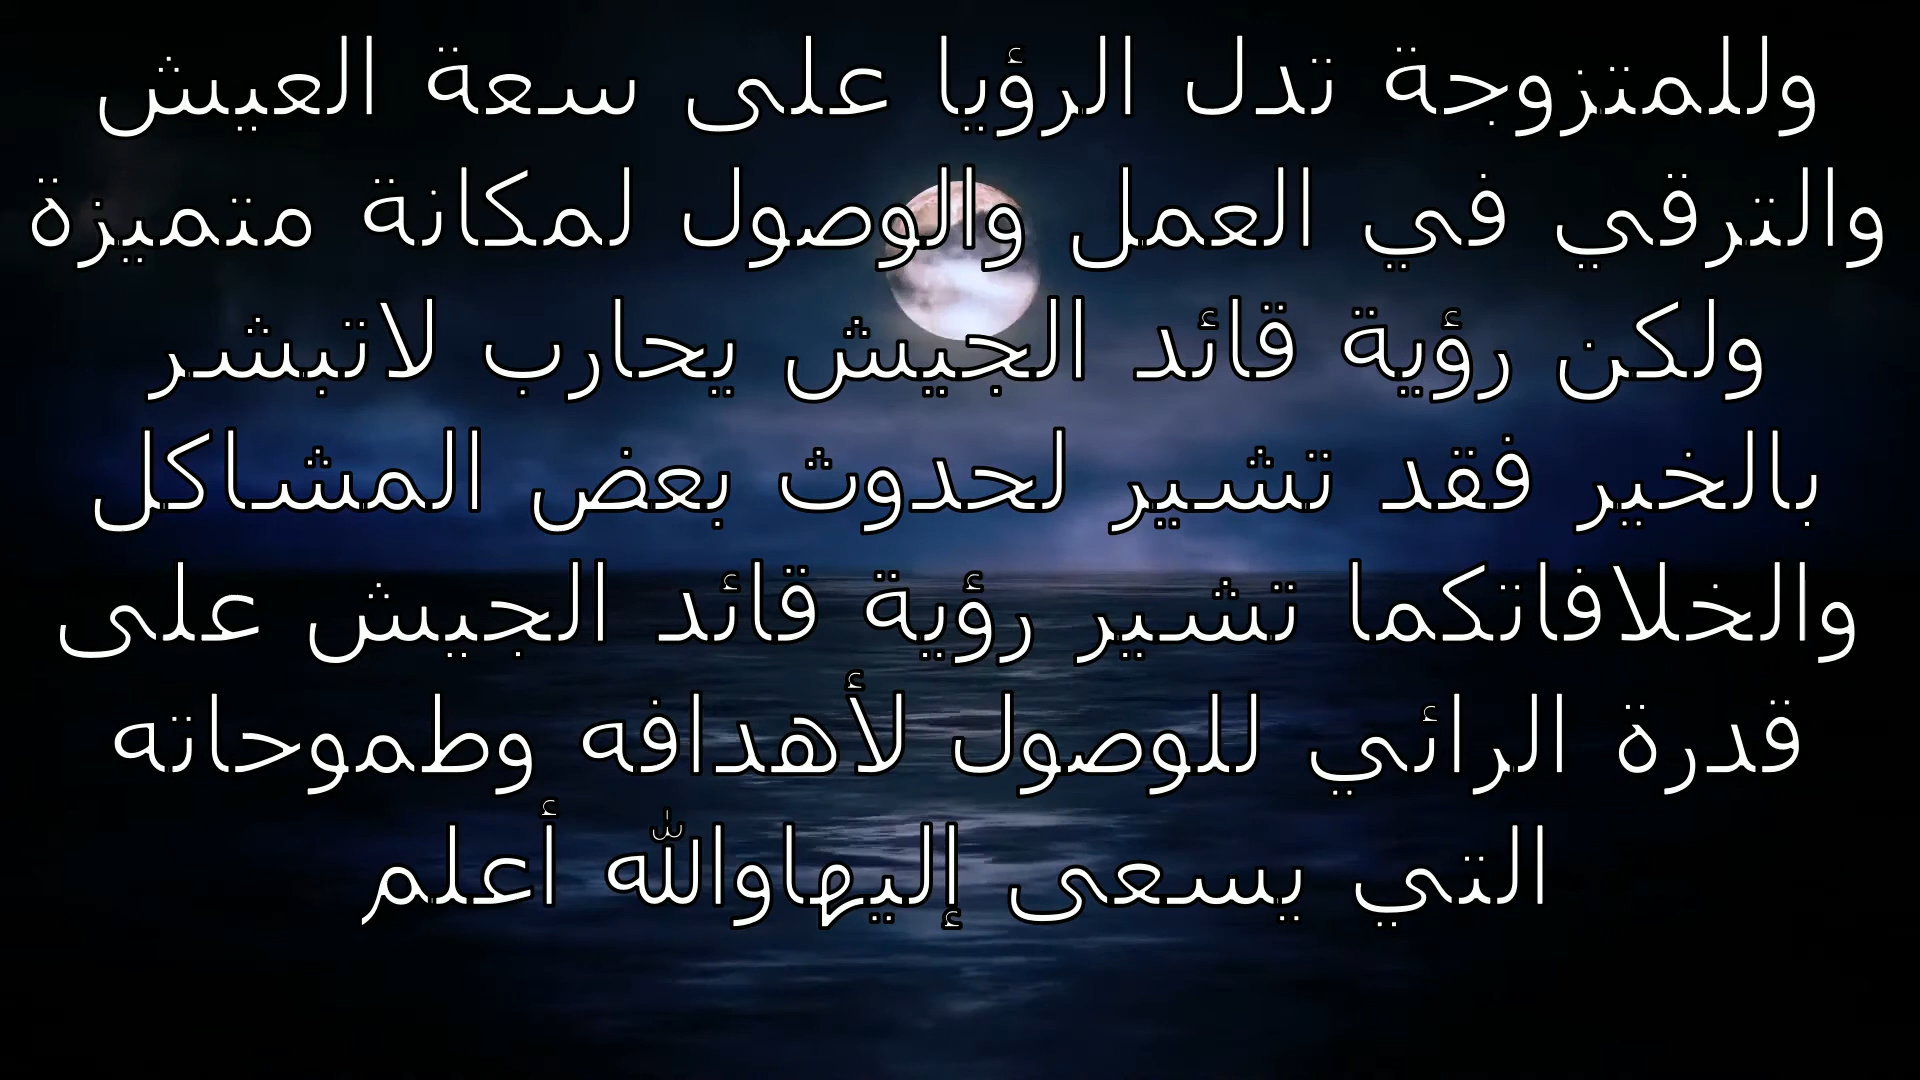 وللمتزوجة تدل الرؤيا على سعة العيش
والترقي في العمل والوصول لمكانة متميزة
ولكن رؤية قائد الجيش يحارب لاتبشر
بالخير فقد تشير لحدوث بعض المشاكل
والخلافاتكما تشير رؤية قائد الجيش على
قدرة الرائي للوصول لأهدافه وطموحاته
التي يسعى إليهاوالله أعلم